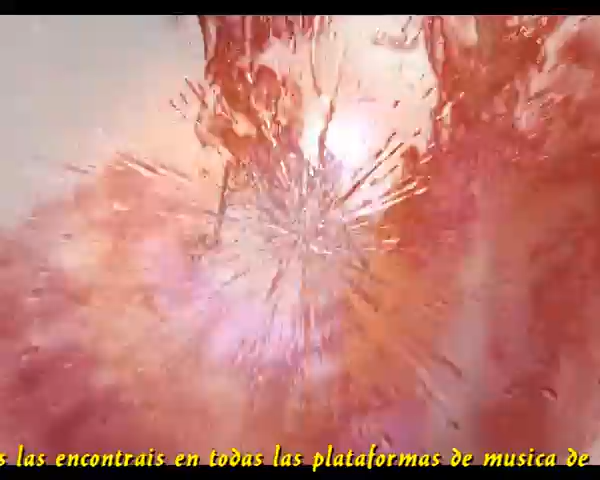 s las encontrais en todas las plataformas de musica de